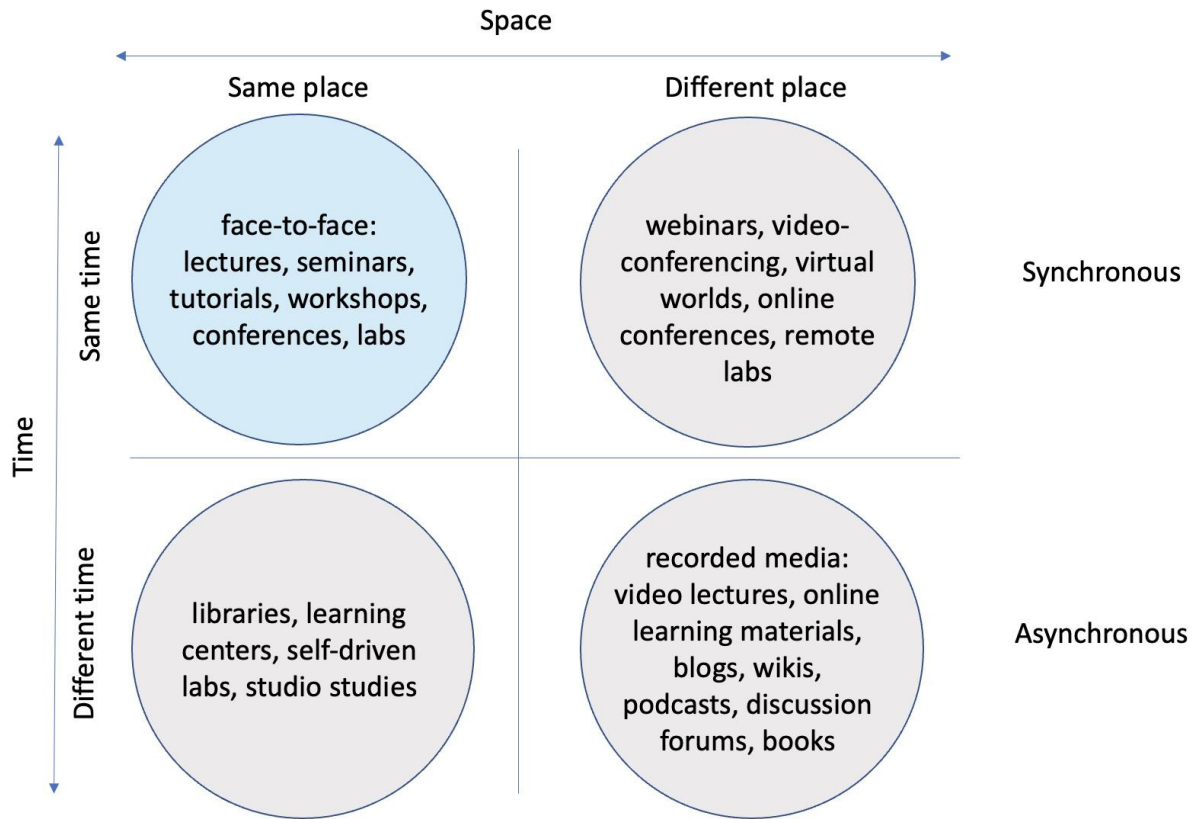 Space
Same place
Different place
Time
Same time
face-to-face:
lectures, seminars,
tutorials, workshops,
conferences, labs
webinars, video-
conferencing, virtual
worlds, online
conferences, remote
labs
Synchronous
Different time
libraries, learning
centers, self-driven
labs, studio studies
recorded media:
video lectures, online
learning materials,
blogs, wikis,
podcasts, discussion
forums, books
Asynchronous